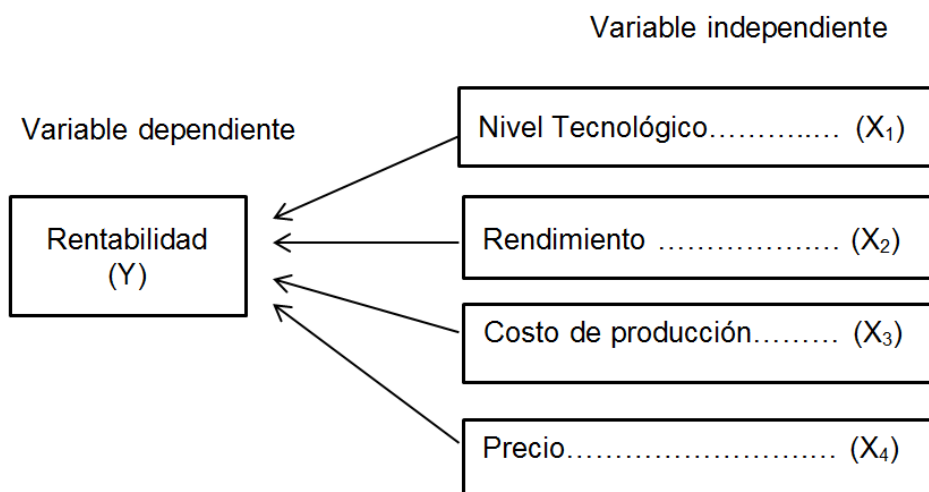 Variable independiente
Variable dependiente
Nivel Tecnológico………..… (X₁)
Rendimiento ………………… (X₂)
Costo de producción……… (X₃)
Precio……………………..… (X₄)
Rentabilidad
(Y)